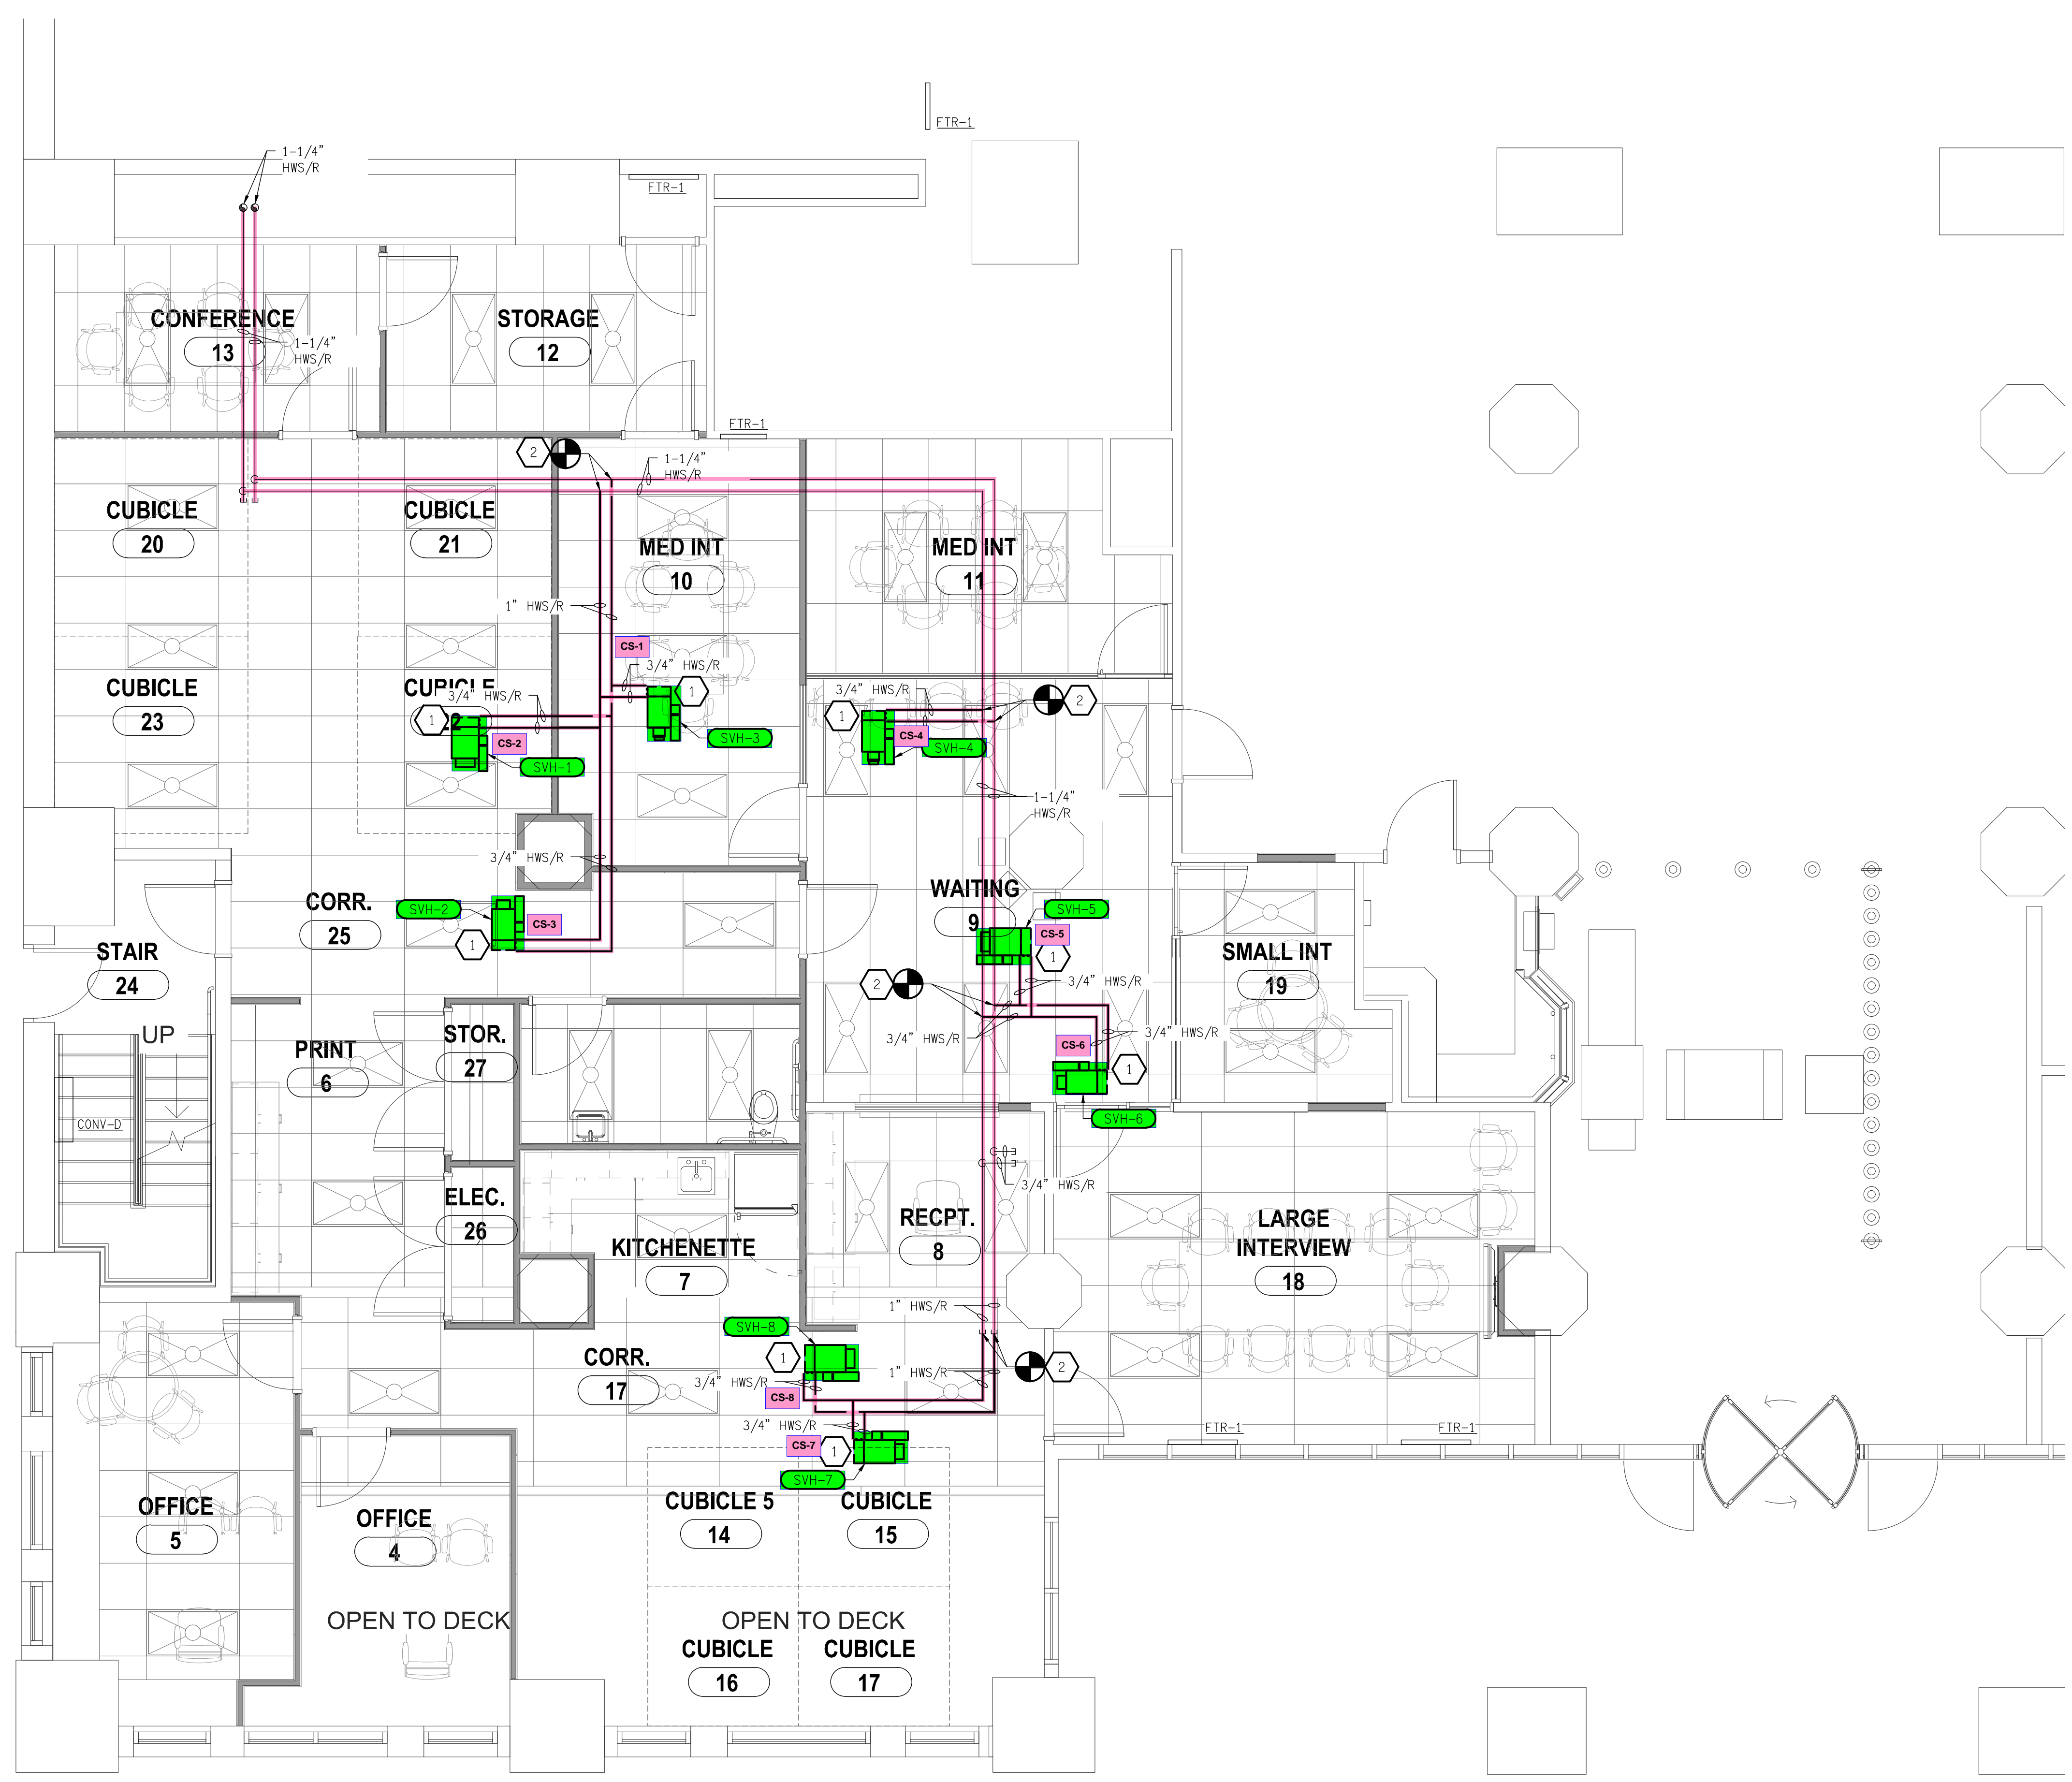 FTR-1
1-1/4"
HWS/R
FTR-1
CONFERENCE
13
1-1/4"
HWS/R
STORAGE
12
FTR-1
2
1-1/4"
HWS/R
CUBICLE
20
CUBICLE
21
MED INT
10
MED INT
11
1" HWS/R
CS-1
3/4" HWS/R
1
CUBICLE
23
CUBICLE
22
3/4" HWS/R
1
CS-2
SVH-1
SVH-3
3/4" HWS/R
1
CS-4
SVH-4
2
1-1/4"
HWS/R
3/4" HWS/R
WAITING
9
SVH-5
CS-5
1
CORR.
25
SVH-2
CS-3
1
STAIR
24
SMALL INT
19
2
3/4" HWS/R
3/4" HWS/R
3/4" HWS/R
CS-6
1
SVH-6
UP
PRINT
6
STOR.
27
CONV-D
3/4" HWS/R
ELEC.
26
KITCHENETTE
7
RECPT.
8
LARGE
INTERVIEW
18
1" HWS/R
SVH-8
1
CORR.
17
3/4" HWS/R
1" HWS/R
2
CS-8
3/4" HWS/R
CS-7
1
SVH-7
FTR-1
FTR-1
OFFICE
5
OFFICE
4
CUBICLE 5
14
CUBICLE
15
OPEN TO DECK
OPEN TO DECK
CUBICLE
16
CUBICLE
17